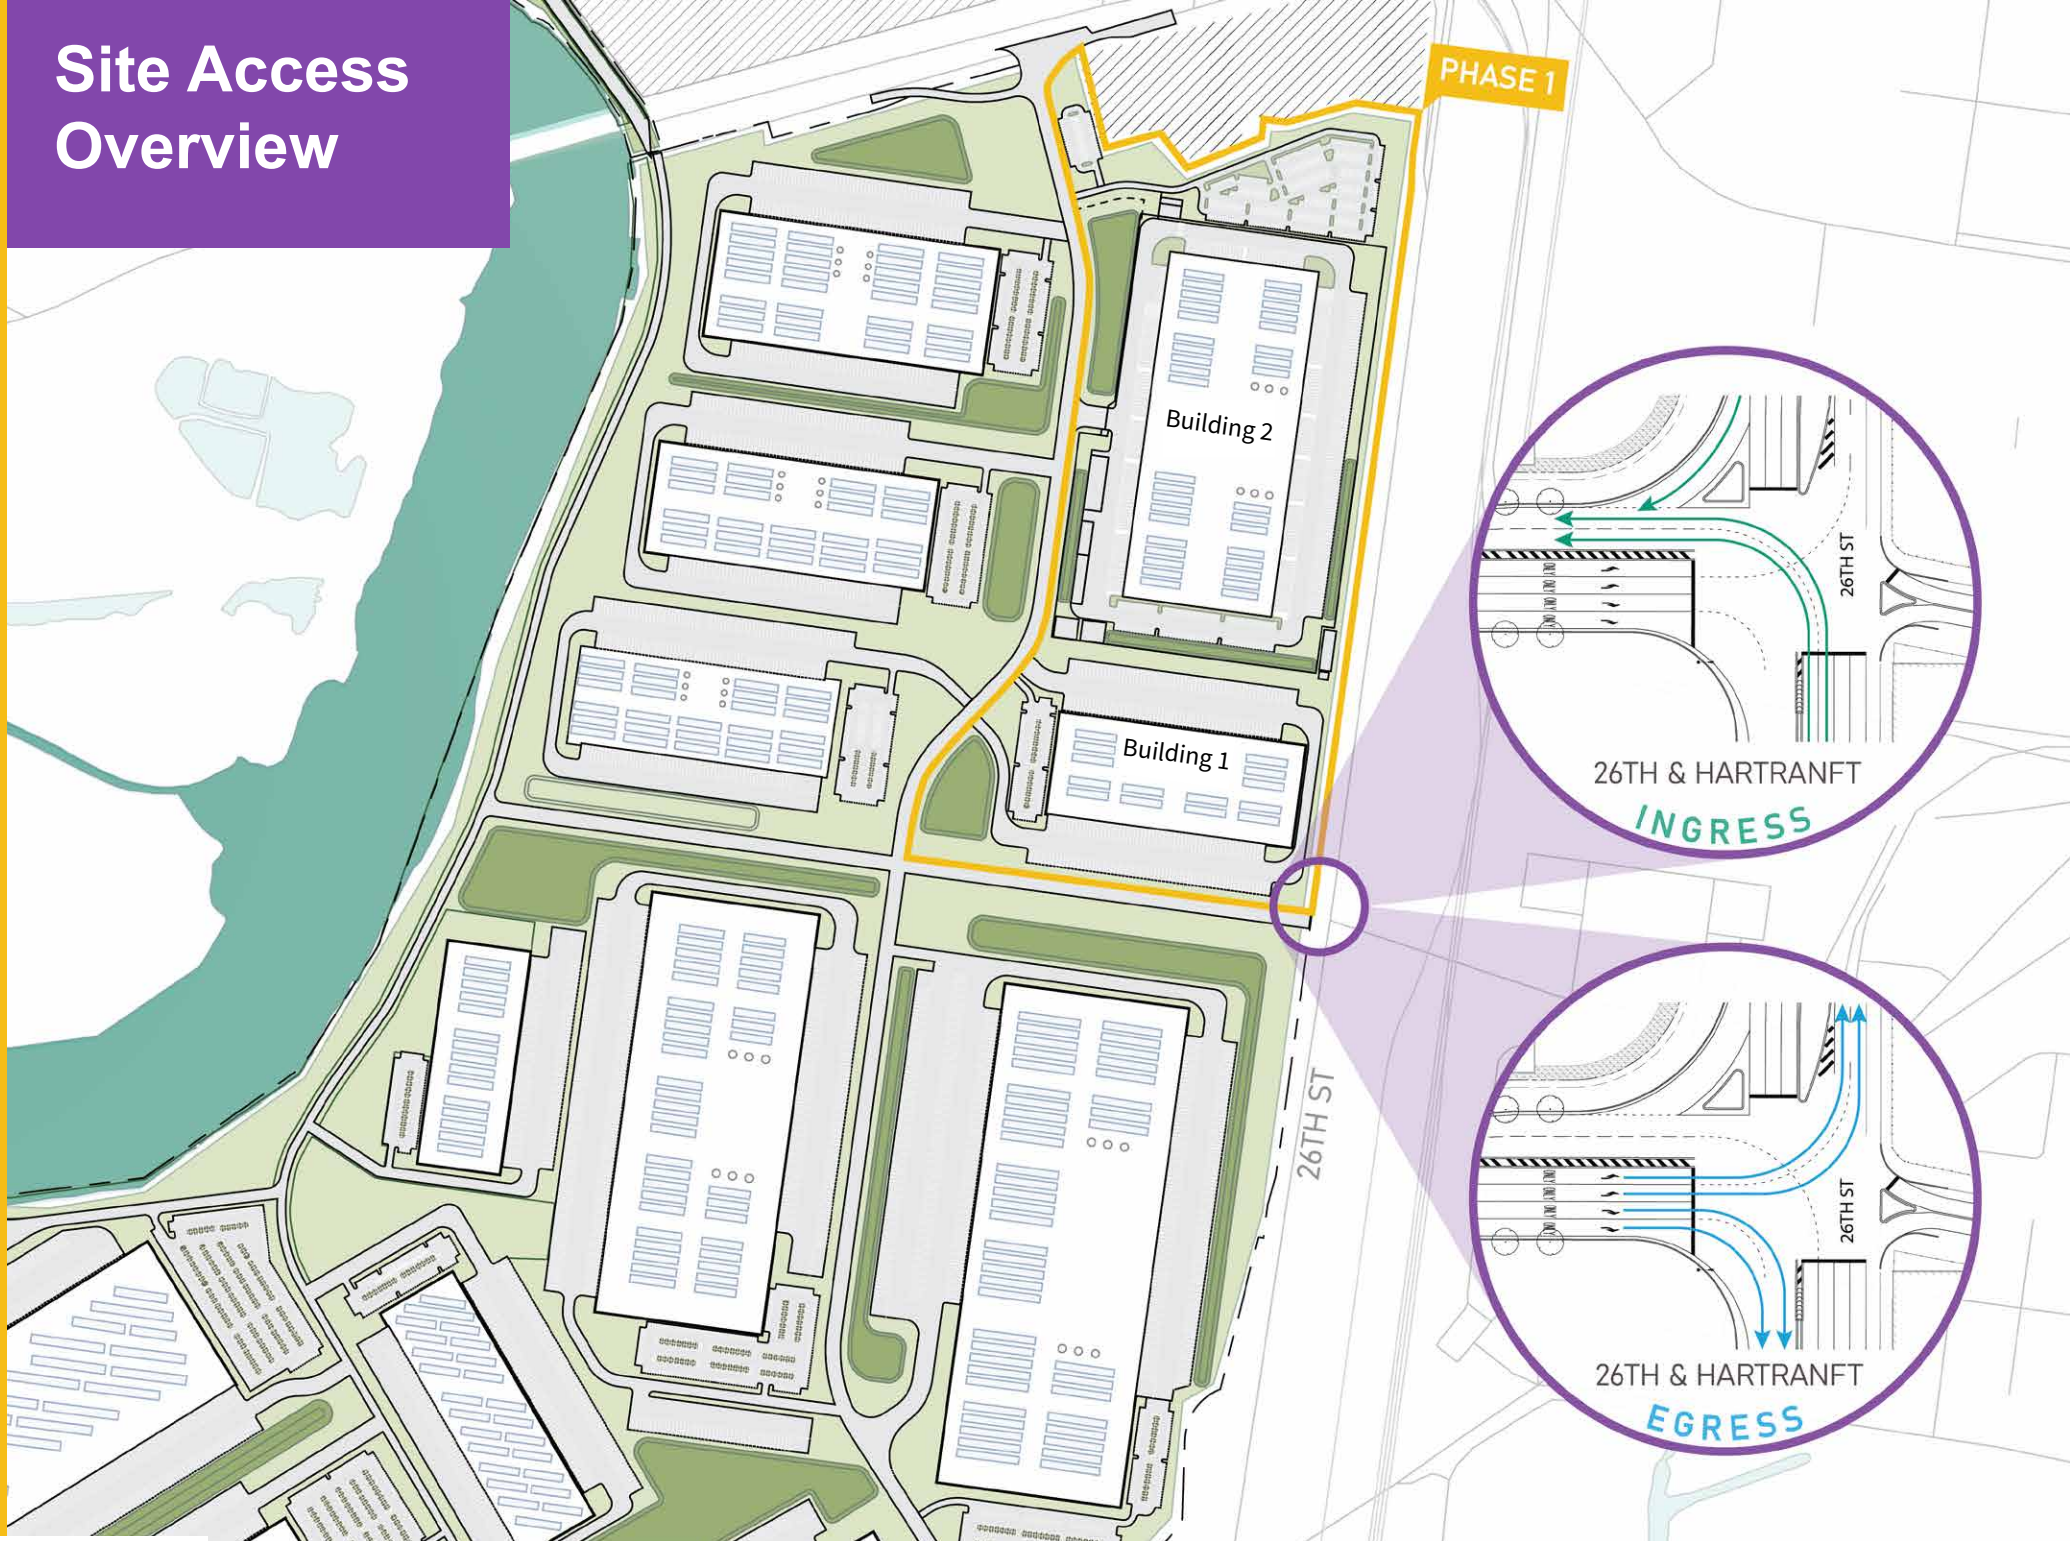 Site Access
Overview
PHASE 1
Building 2
Building 1
26TH ST
26TH ST
26TH & HARTRANFT
INGRESS
26TH ST
26TH & HARTRANFT
EGRESS